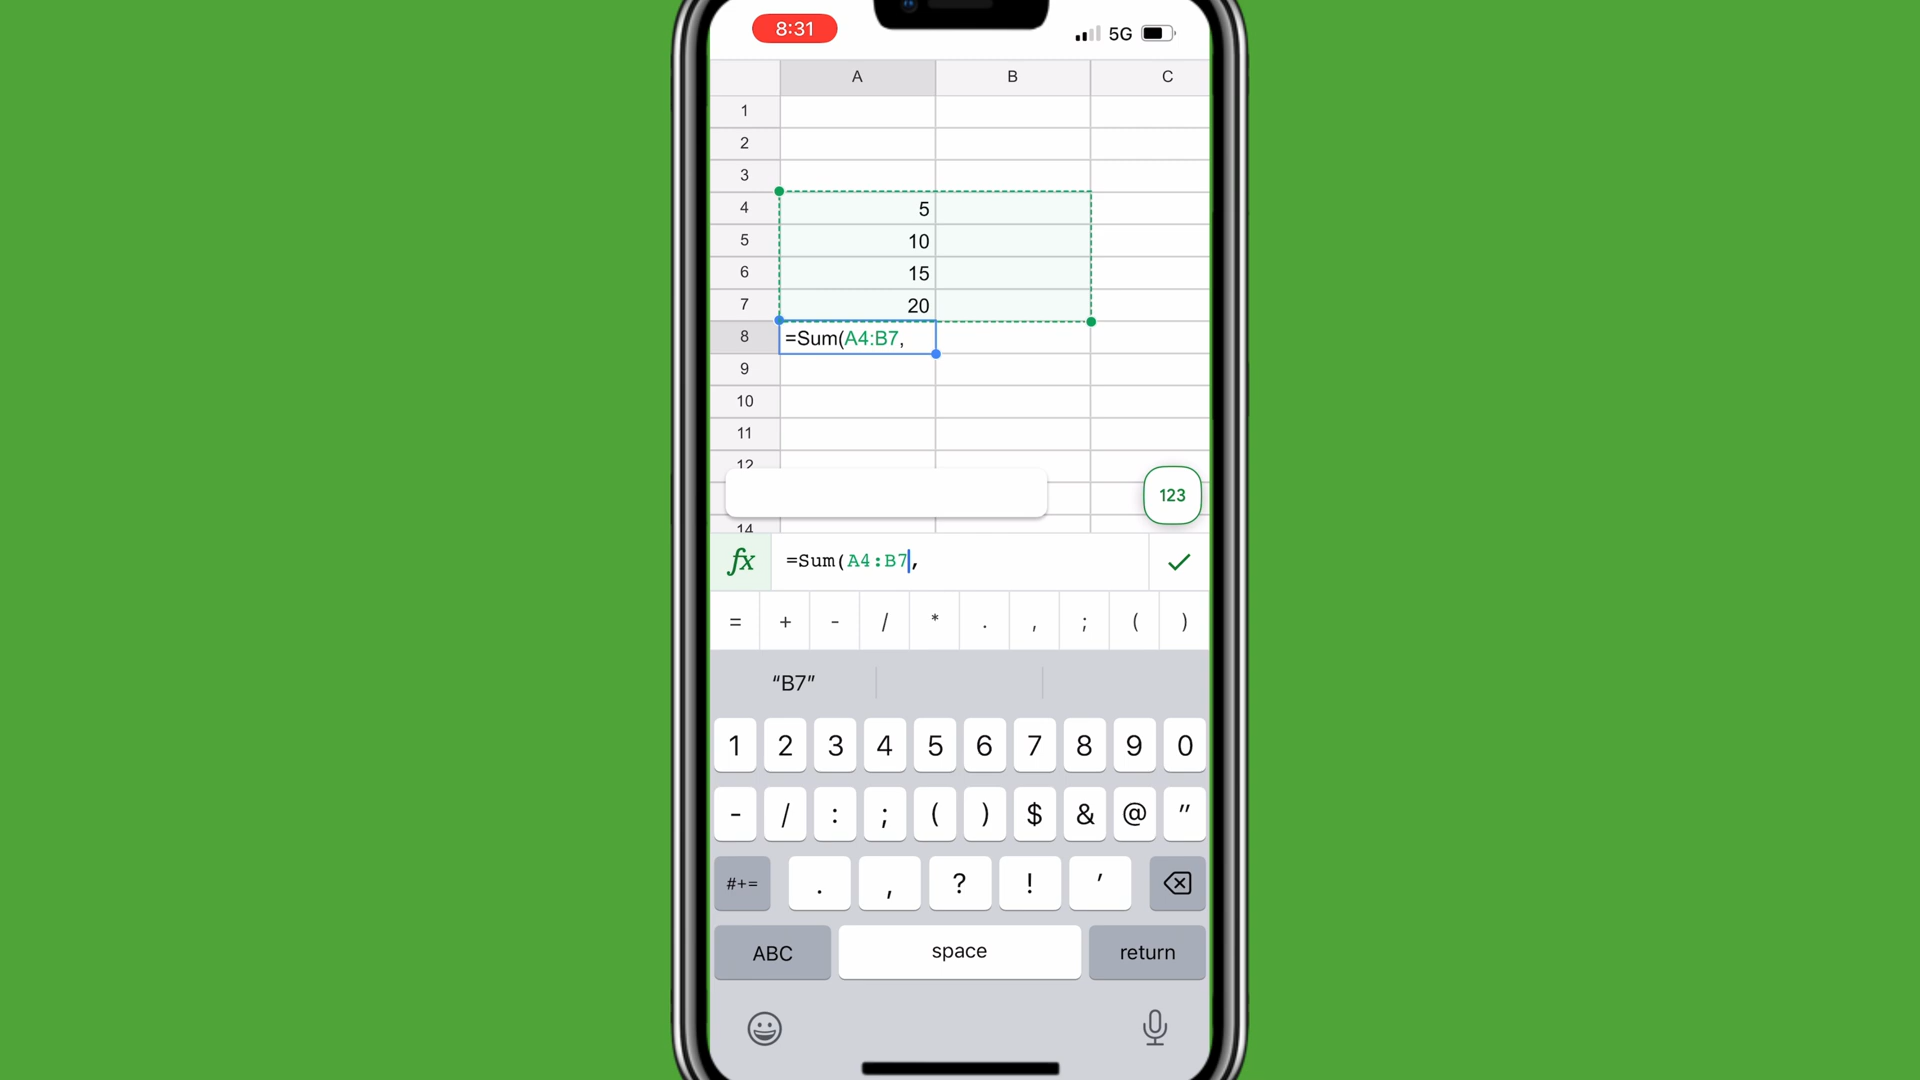 8:31 5G
A B C
1
2
3
4 5
5 10
6 15
7 20
8 =Sum(A4:B7,
9
10
11
12
123
14
fx =Sum(A4:B7,
= + - / * . , ; ( )
“B7”
1 2 3 4 5 6 7 8 9 0
- / : ; ( ) $ & @ "
#+= . , ? ! '
ABC space return